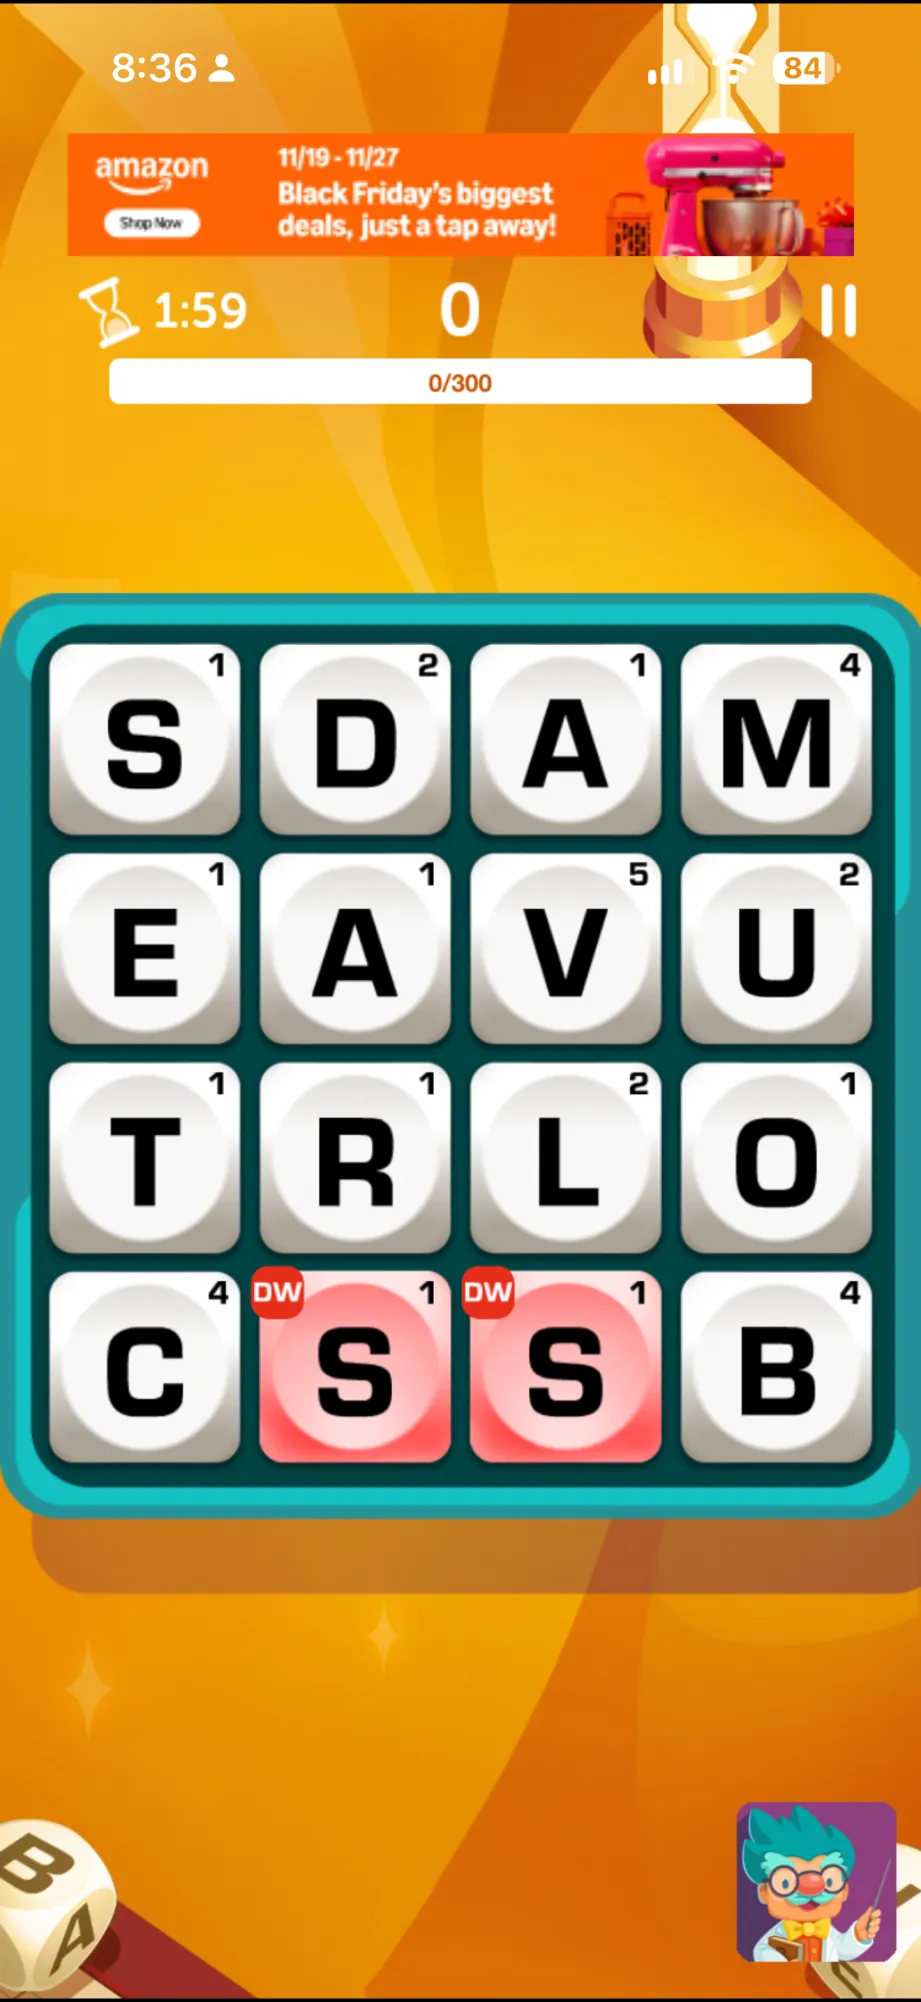 8:36
84
amazon
Shop Now
11/19 - 11/27
Black Friday's biggest
deals, just a tap away!
1:59
0
0/300
S 1 D 2 A 1 M 4
E 1 A 1 V 5 U 2
T 1 R 1 L 2 O 1
C 4 DW S 1 DW S 1 B 4
B
A